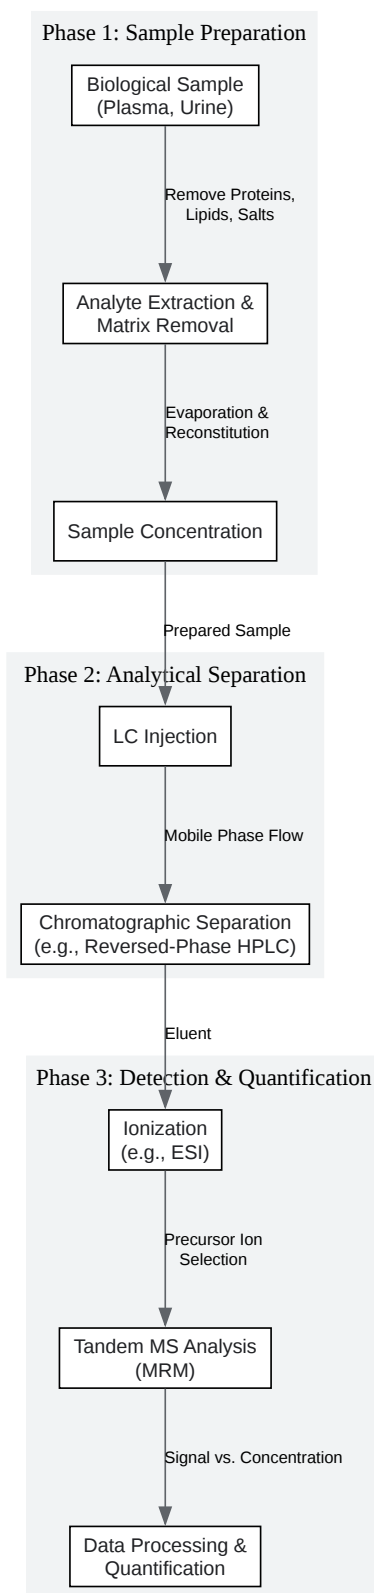 Phase 1: Sample Preparation
Biological Sample
(Plasma, Urine)
Remove Proteins,
Lipids, Salts
Analyte Extraction &
Matrix Removal
Evaporation &
Reconstitution
Sample Concentration
Prepared Sample
Phase 2: Analytical Separation
LC Injection
Mobile Phase Flow
Chromatographic Separation
(e.g., Reversed-Phase HPLC)
Eluent
Phase 3: Detection & Quantification
Ionization
(e.g., ESI)
Precursor Ion
Selection
Tandem MS Analysis
(MRM)
Signal vs. Concentration
Data Processing &
Quantification